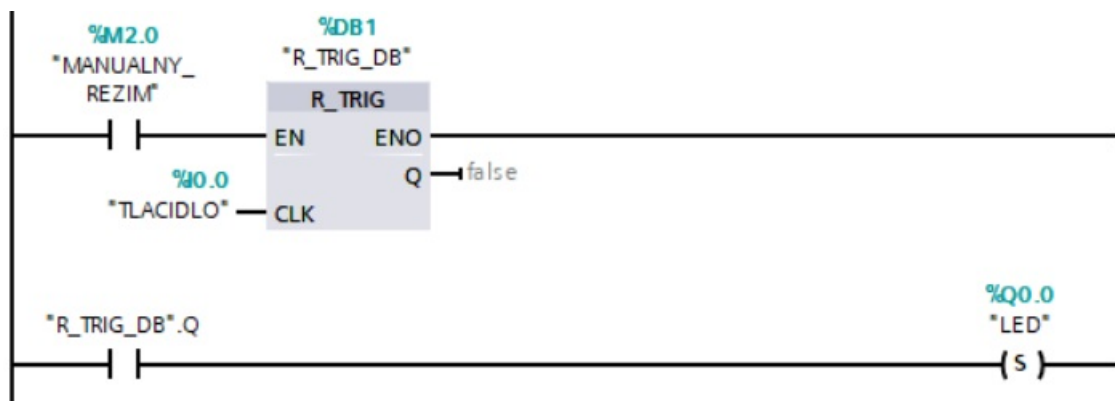 %M2.0
"MANUALNY_
REZIM"
%DB1
"R_TRIG_DB"
R_TRIG
EN ENO
Q false
%I0.0
"TLACIDLO" CLK
"R_TRIG_DB".Q
%Q0.0
"LED"
S